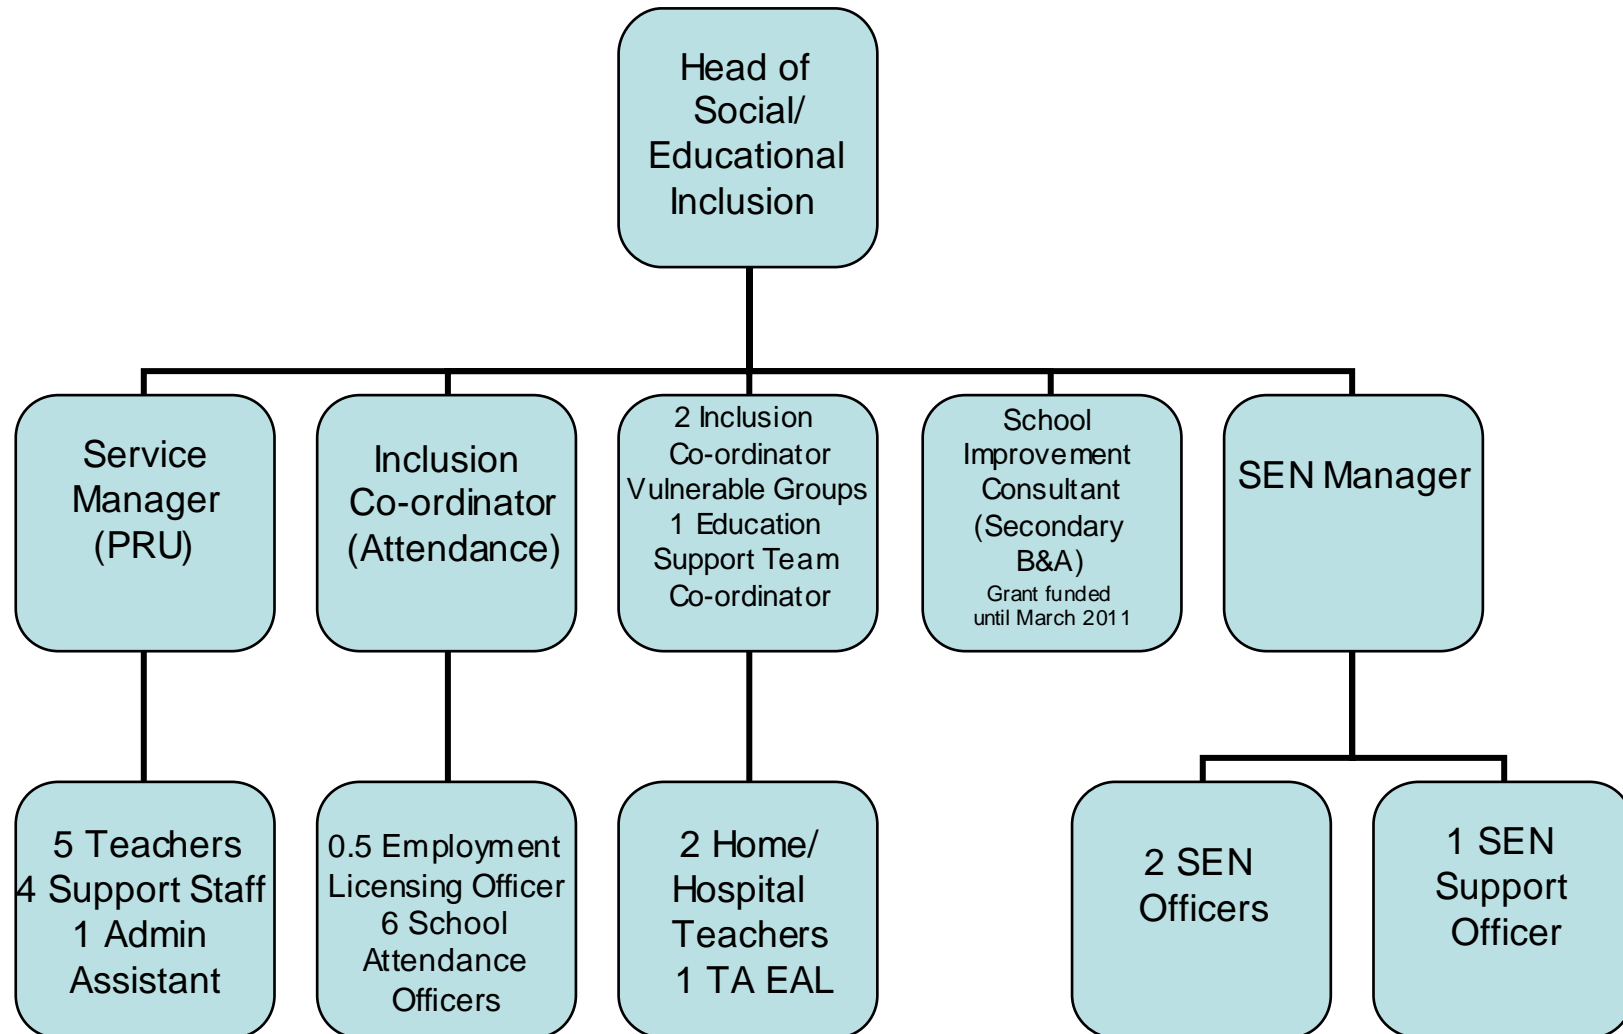 Head of
Social/
Educational
Inclusion
Service
Manager
(PRU)
Inclusion
Co-ordinator
(Attendance)
2 Inclusion
Co-ordinator
Vulnerable Groups
1 Education
Support Team
Co-ordinator
School
Improvement
Consultant
(Secondary
B&A)
Grant funded
until March 2011
SEN Manager
5 Teachers
4 Support Staff
1 Admin
Assistant
0.5 Employment
Licensing Officer
6 School
Attendance
Officers
2 Home/
Hospital
Teachers
1 TA EAL
2 SEN
Officers
1 SEN
Support
Officer